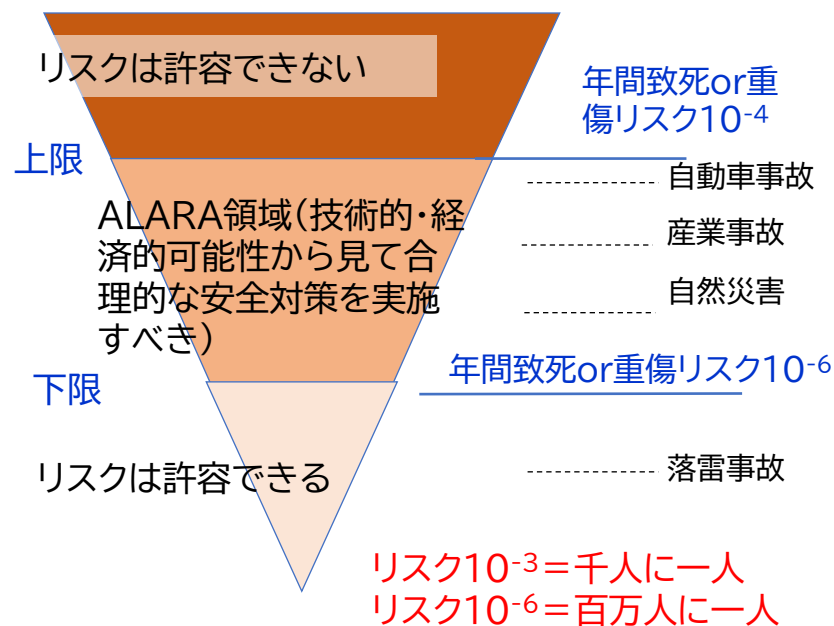 リスクは許容できない
年間致死or重
傷リスク10⁻⁴
上限
自動車事故
ALARA領域(技術的・経
済的可能性から見て合
理的な安全対策を実施
すべき)
産業事故
自然災害
年間致死or重傷リスク10⁻⁶
下限
リスクは許容できる
落雷事故
リスク10⁻³=千人に一人
リスク10⁻⁶=百万人に一人